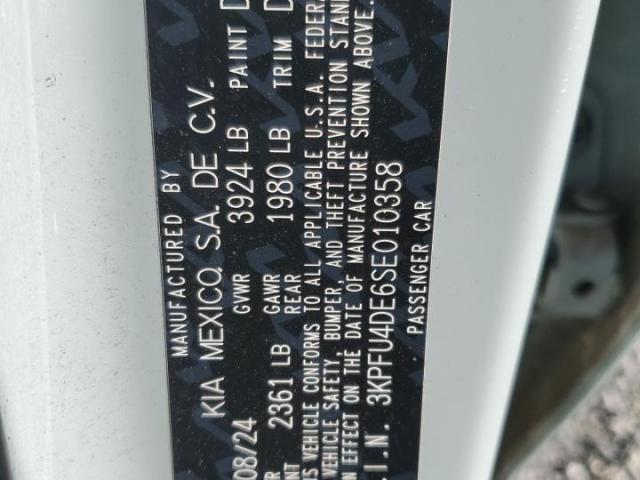 MANUFACTURED BY
KIA MEXICO, S.A. DE C.V.
08/24 GVWR 3924 LB PAINT D
GAWR TRIM D
2361 LB REAR 1980 LB
VEHICLE CONFORMS TO ALL APPLICABLE U.S.A. FEDER
VEHICLE SAFETY, BUMPER, AND THEFT PREVENTION STAN
N EFFECT ON THE DATE OF MANUFACTURE SHOWN ABOVE.
.I.N. 3KPFU4DE6SE010358
PASSENGER CAR